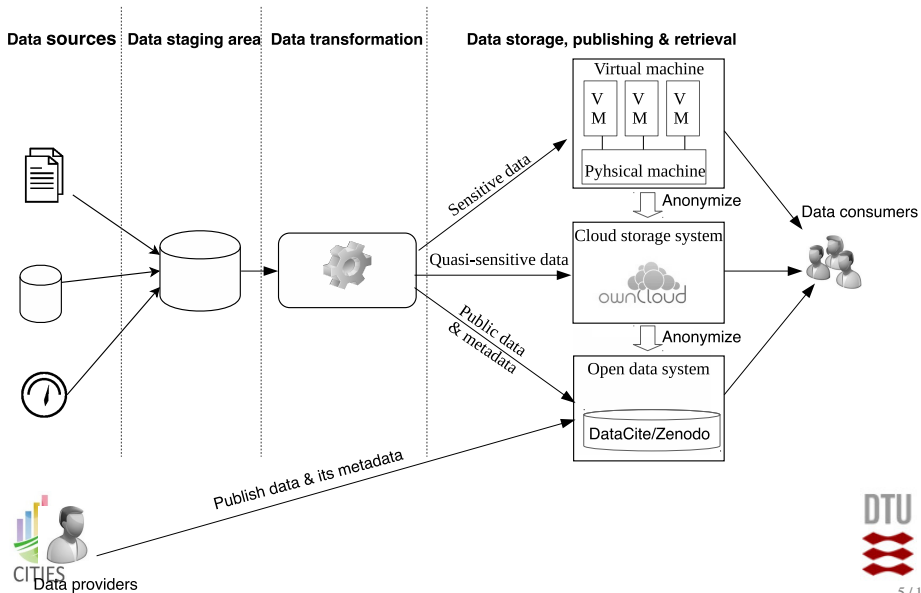 Data sources
Data staging area
Data transformation
Data storage, publishing & retrieval
Virtual machine
V M
V M
V M
Pyhsical machine
Sensitive data
Anonymize
Data consumers
Cloud storage system
Quasi-sensitive data
ownCloud
Public data
& metadata
Anonymize
Open data system
DataCite/Zenodo
Publish data & its metadata
CITIES
Data providers
DTU
5 / 1